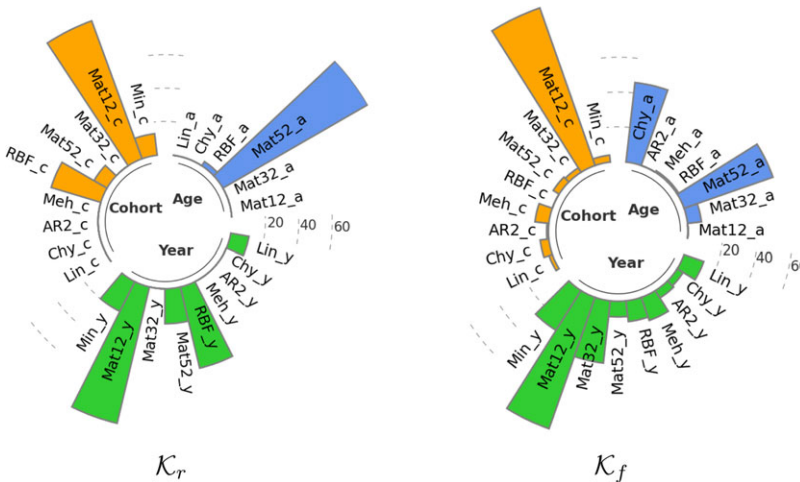 Min_c
Mat12_c
Mat32_c
Mat52_c
RBF_c
Meh_c
AR2_c
Chy_c
Lin_c
Cohort
Age
Year
Lin_a
Chy_a
RBF_a
Mat52_a
Mat32_a
Mat12_a
20 40 60
Lin_y
Chy_y
AR2_y
Meh_y
RBF_y
Mat52_y
Mat32_y
Mat12_y
Min_y
K_r
Min_c
Mat12_c
Mat32_c
Mat52_c
RBF_c
Meh_c
AR2_c
Chy_c
Lin_c
Cohort
Age
Year
Chy_a
AR2_a
Meh_a
RBF_a
Mat52_a
Mat32_a
Mat12_a
20 40 60
Lin_y
Chy_y
AR2_y
Meh_y
RBF_y
Mat52_y
Mat32_y
Mat12_y
Min_y
K_f